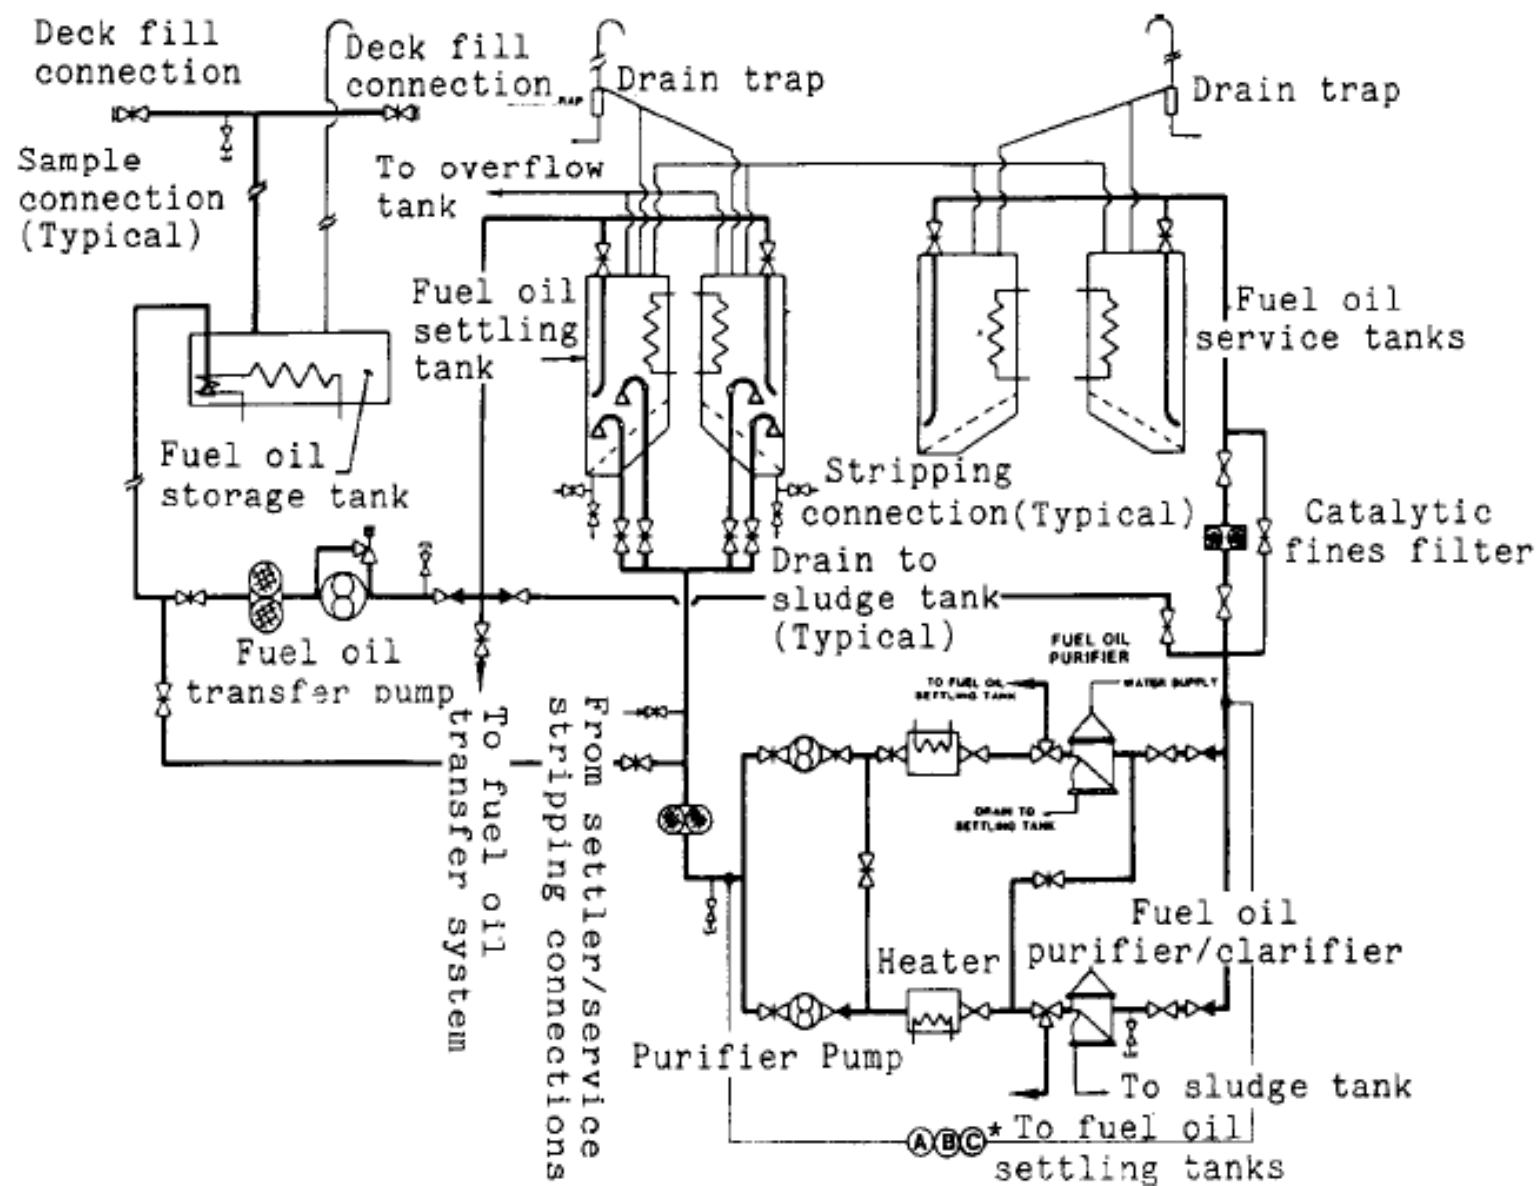 Deck fill
connection
Deck fill
connection
Drain trap
Drain trap
Sample
connection
(Typical)
To overflow
tank
Fuel oil
settling
tank
Fuel oil
service tanks
Fuel oil
storage tank
Stripping
connection(Typical)
Catalytic
fines filter
Drain to
sludge tank
(Typical)
Fuel oil
transfer pump
FUEL OIL
PURIFIER
TO FUEL OIL
SETTLING TANK
WATER SUPPLY
To fuel oil
transfer system
From settler/service
stripping connections
DRAIN TO
SETTLING TANK
Fuel oil
purifier/clarifier
Heater
Purifier Pump
To sludge tank
A B C * To fuel oil
settling tanks